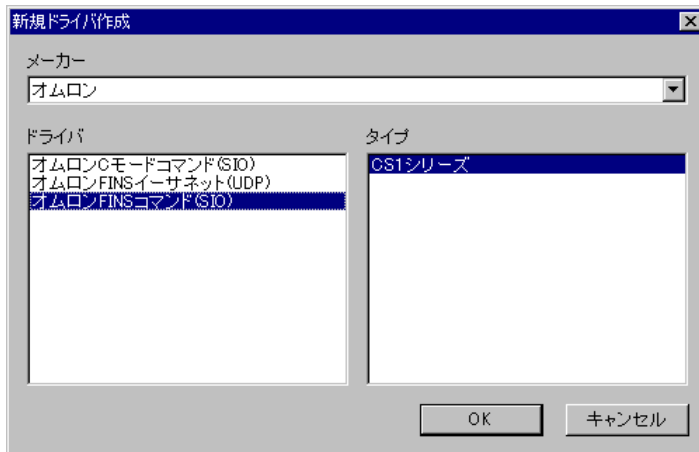 新規ドライバ作成
メーカー
オムロン
ドライバ
タイプ
オムロンCモードコマンド(SIO)
オムロンFINSイーサネット(UDP)
オムロンFINSコマンド(SIO)
CS1シリーズ
OK
キャンセル